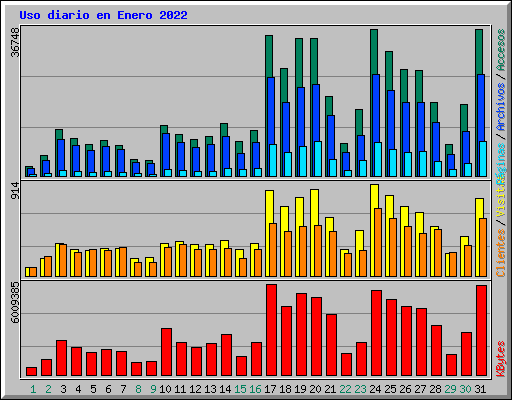 Uso diario en Enero 2022
36748
914
6009385
Clientes / Visitas
Páginas / Archivos / Accesos
KBytes
1 2 3 4 5 6 7 8 9 10 11 12 13 14 15 16 17 18 19 20 21 22 23 24 25 26 27 28 29 30 31